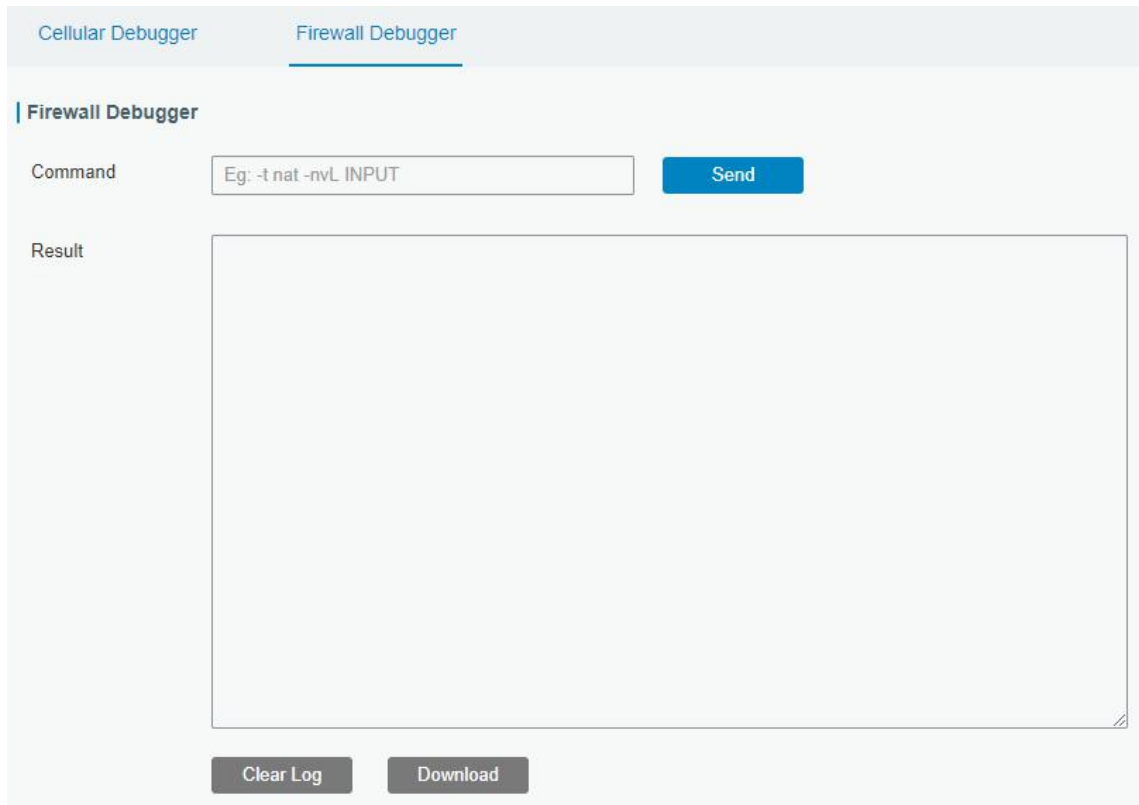 Cellular Debugger Firewall Debugger
Firewall Debugger
Command Eg: -t nat -nvL INPUT Send
Result
Clear Log Download